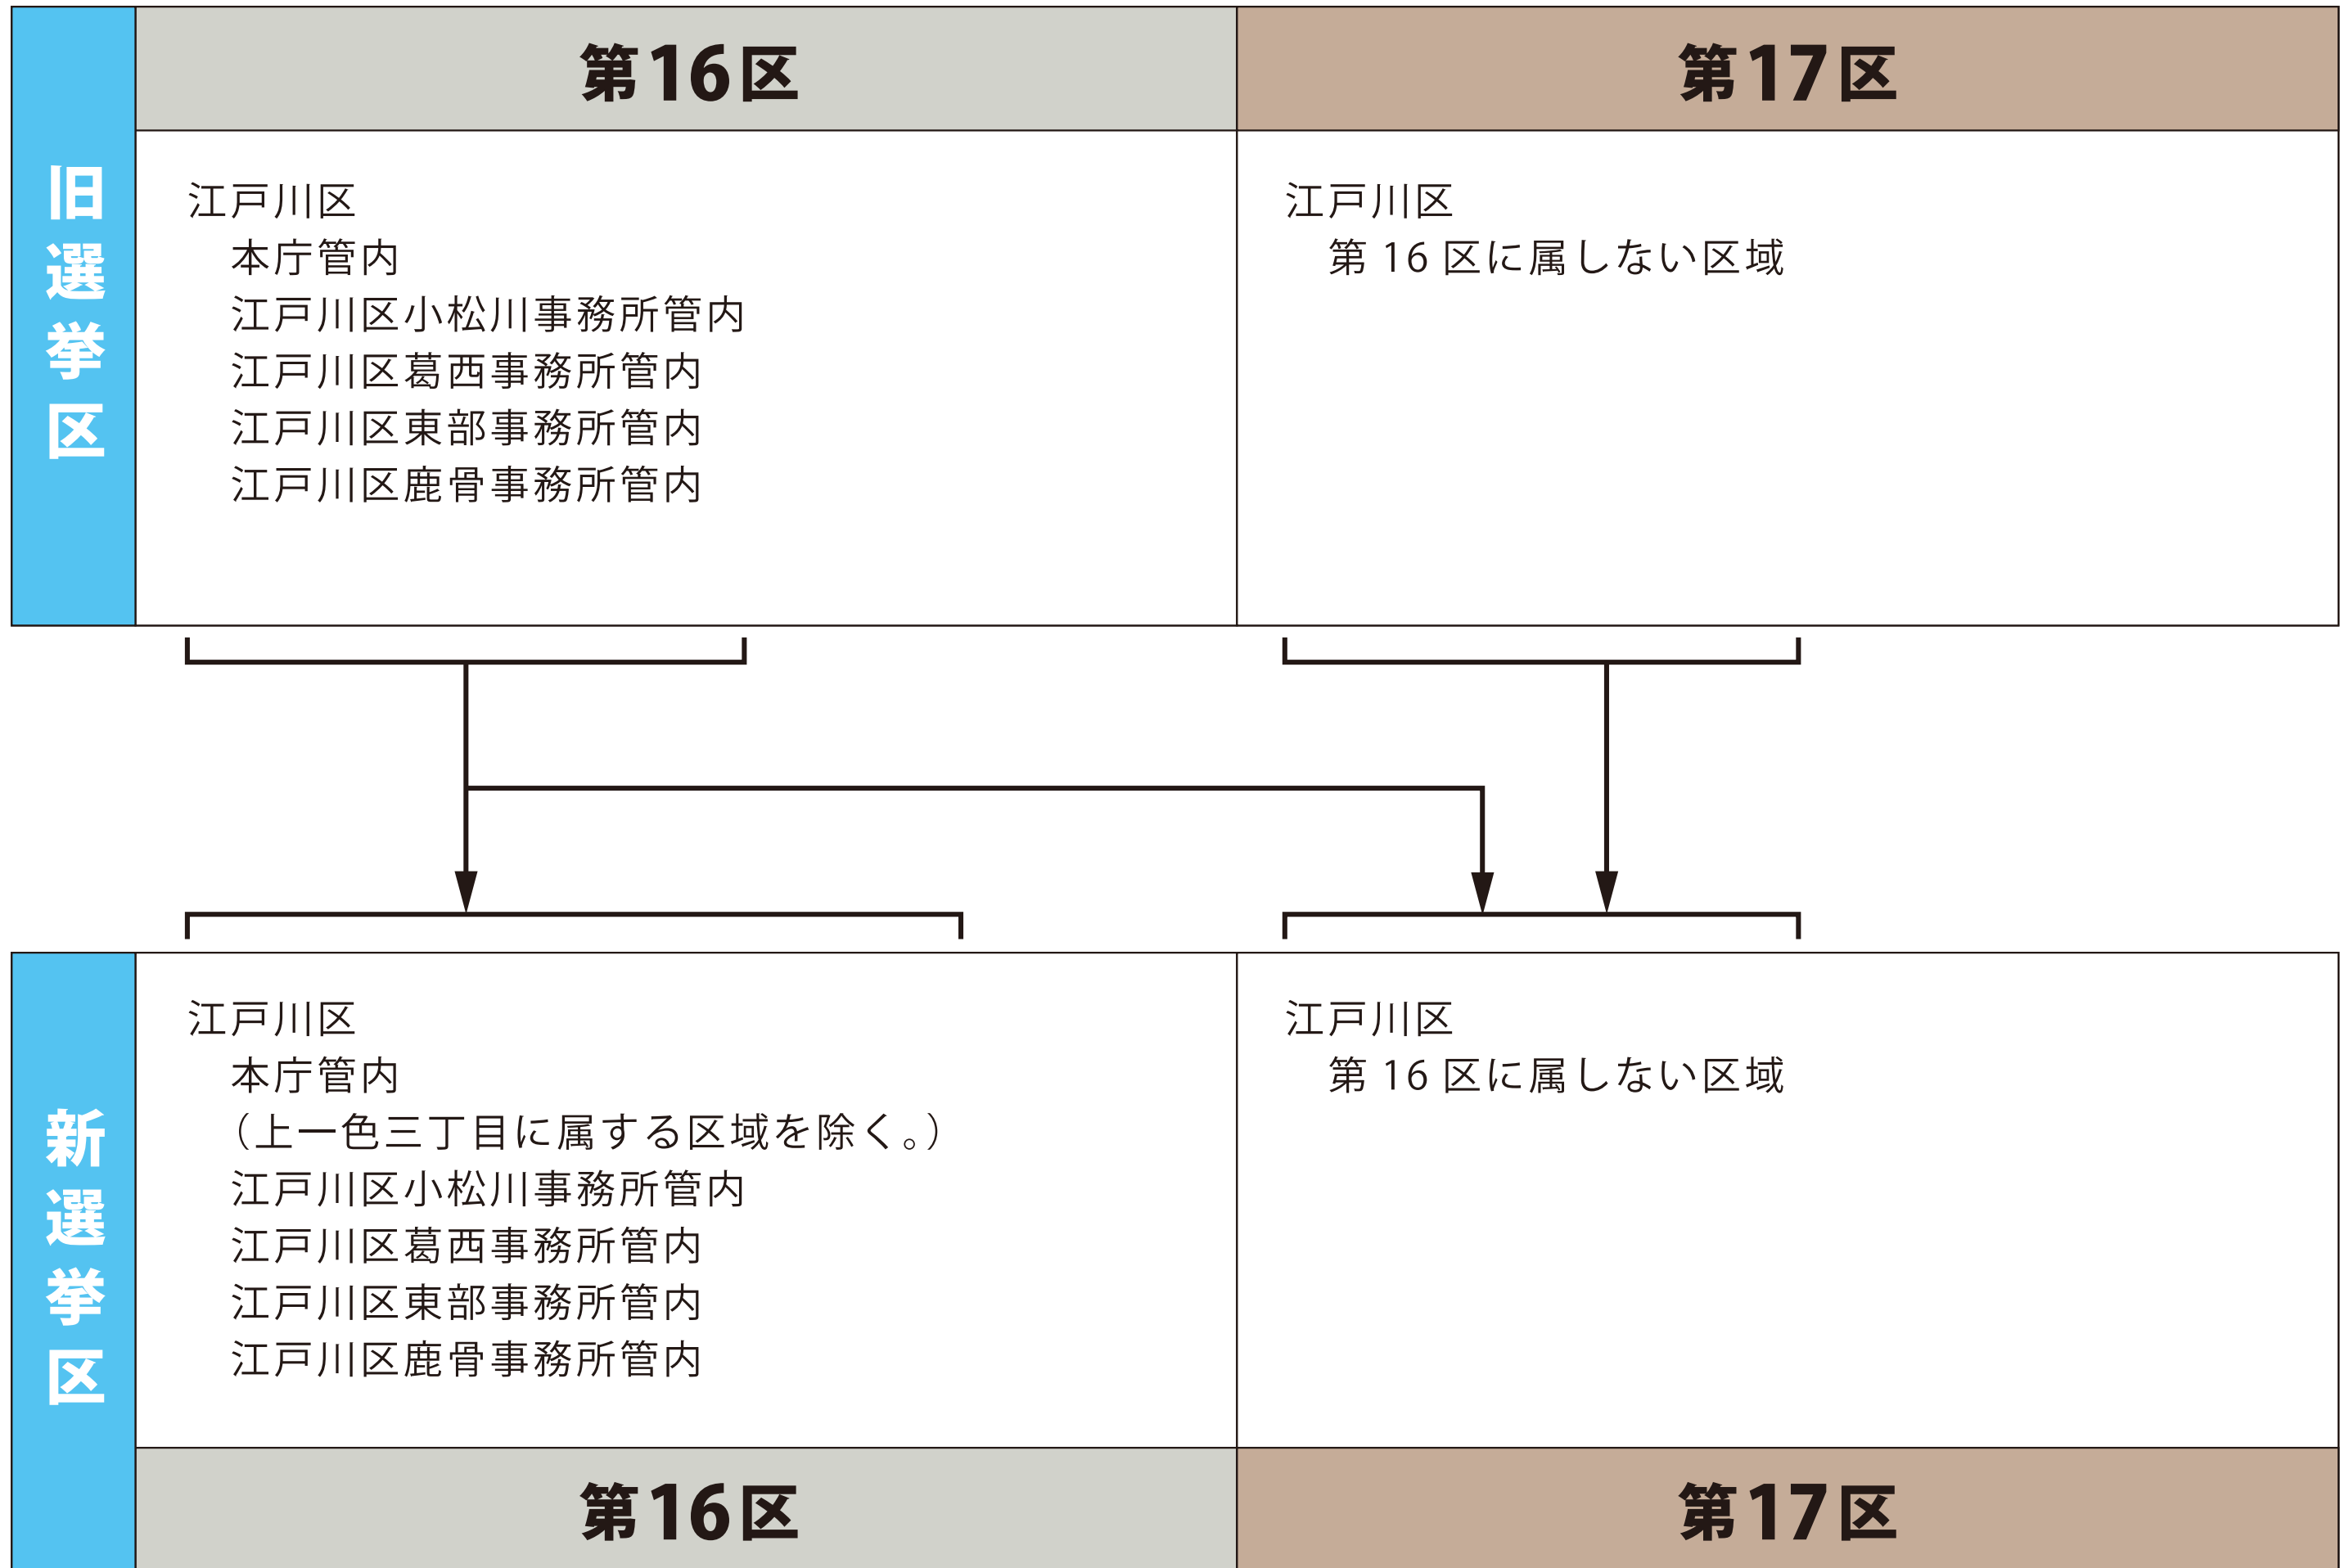 旧選挙区
第16区
江戸川区
本庁管内
江戸川区小松川事務所管内
江戸川区葛西事務所管内
江戸川区東部事務所管内
江戸川区鹿骨事務所管内
第17区
江戸川区
第 16 区に属しない区域
新選挙区
江戸川区
本庁管内
（上一色三丁目に属する区域を除く。）
江戸川区小松川事務所管内
江戸川区葛西事務所管内
江戸川区東部事務所管内
江戸川区鹿骨事務所管内
第16区
江戸川区
第 16 区に属しない区域
第17区